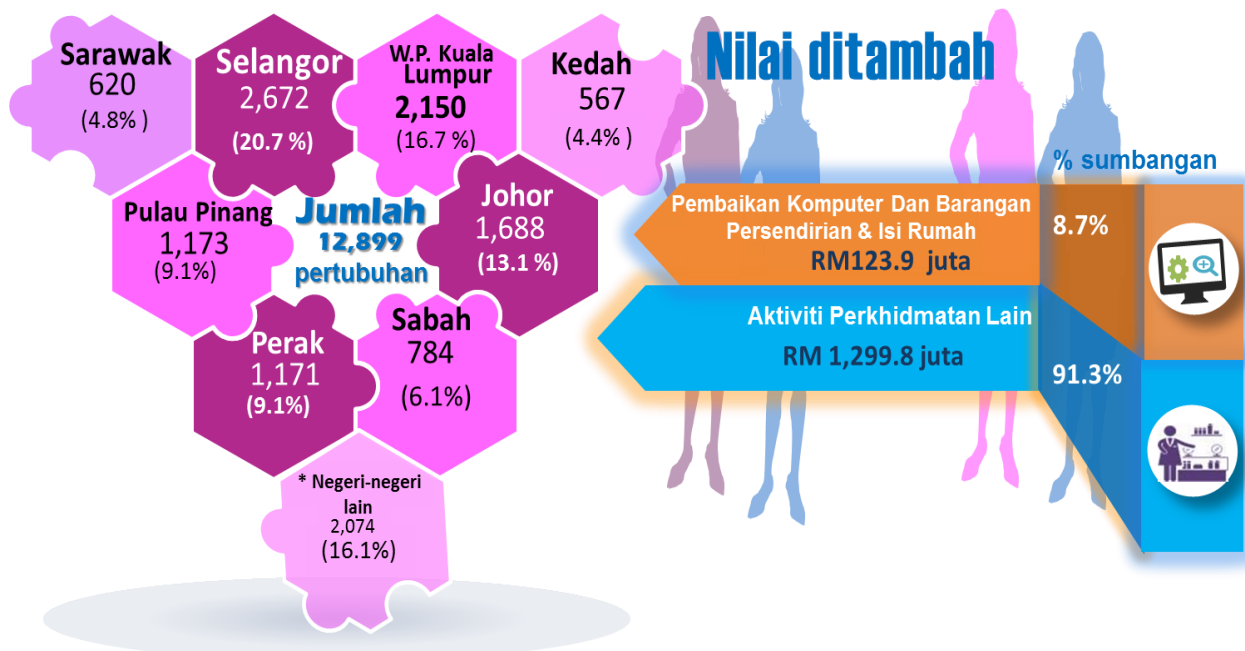 Sarawak
620
(4.8% )
Selangor
2,672
(20.7 %)
W.P. Kuala
Lumpur
2,150
(16.7 %)
Kedah
567
(4.4% )
Pulau Pinang
1,173
(9.1%)
Jumlah
12,899
pertubuhan
Johor
1,688
(13.1 %)
Perak
1,171
(9.1%)
Sabah
784
(6.1%)
* Negeri-negeri
lain
2,074
(16.1%)
Nilai ditambah
% sumbangan
Pembaikan Komputer Dan Barangan
Persendirian & Isi Rumah
RM123.9 juta
8.7%
Aktiviti Perkhidmatan Lain
RM 1,299.8 juta
91.3%